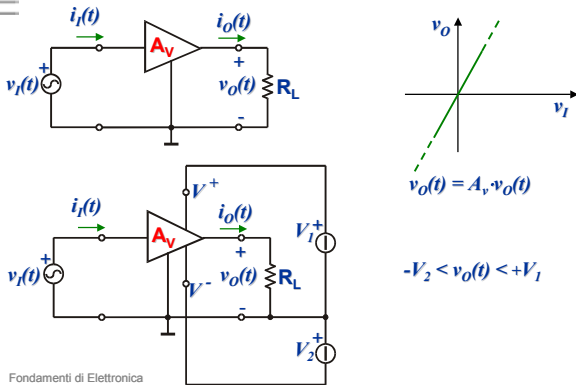 i_I(t)
A_V
i_O(t)
+
v_I(t)
+
v_O(t)
R_L
-
v_O
v_I
v_O(t) = A_v·v_O(t)
i_I(t)
A_V
V^+
i_O(t)
V_1
+
v_I(t)
+
+
v_O(t)
R_L
V^-
-
-V_2 < v_O(t) < +V_1
V_2
+
Fondamenti di Elettronica